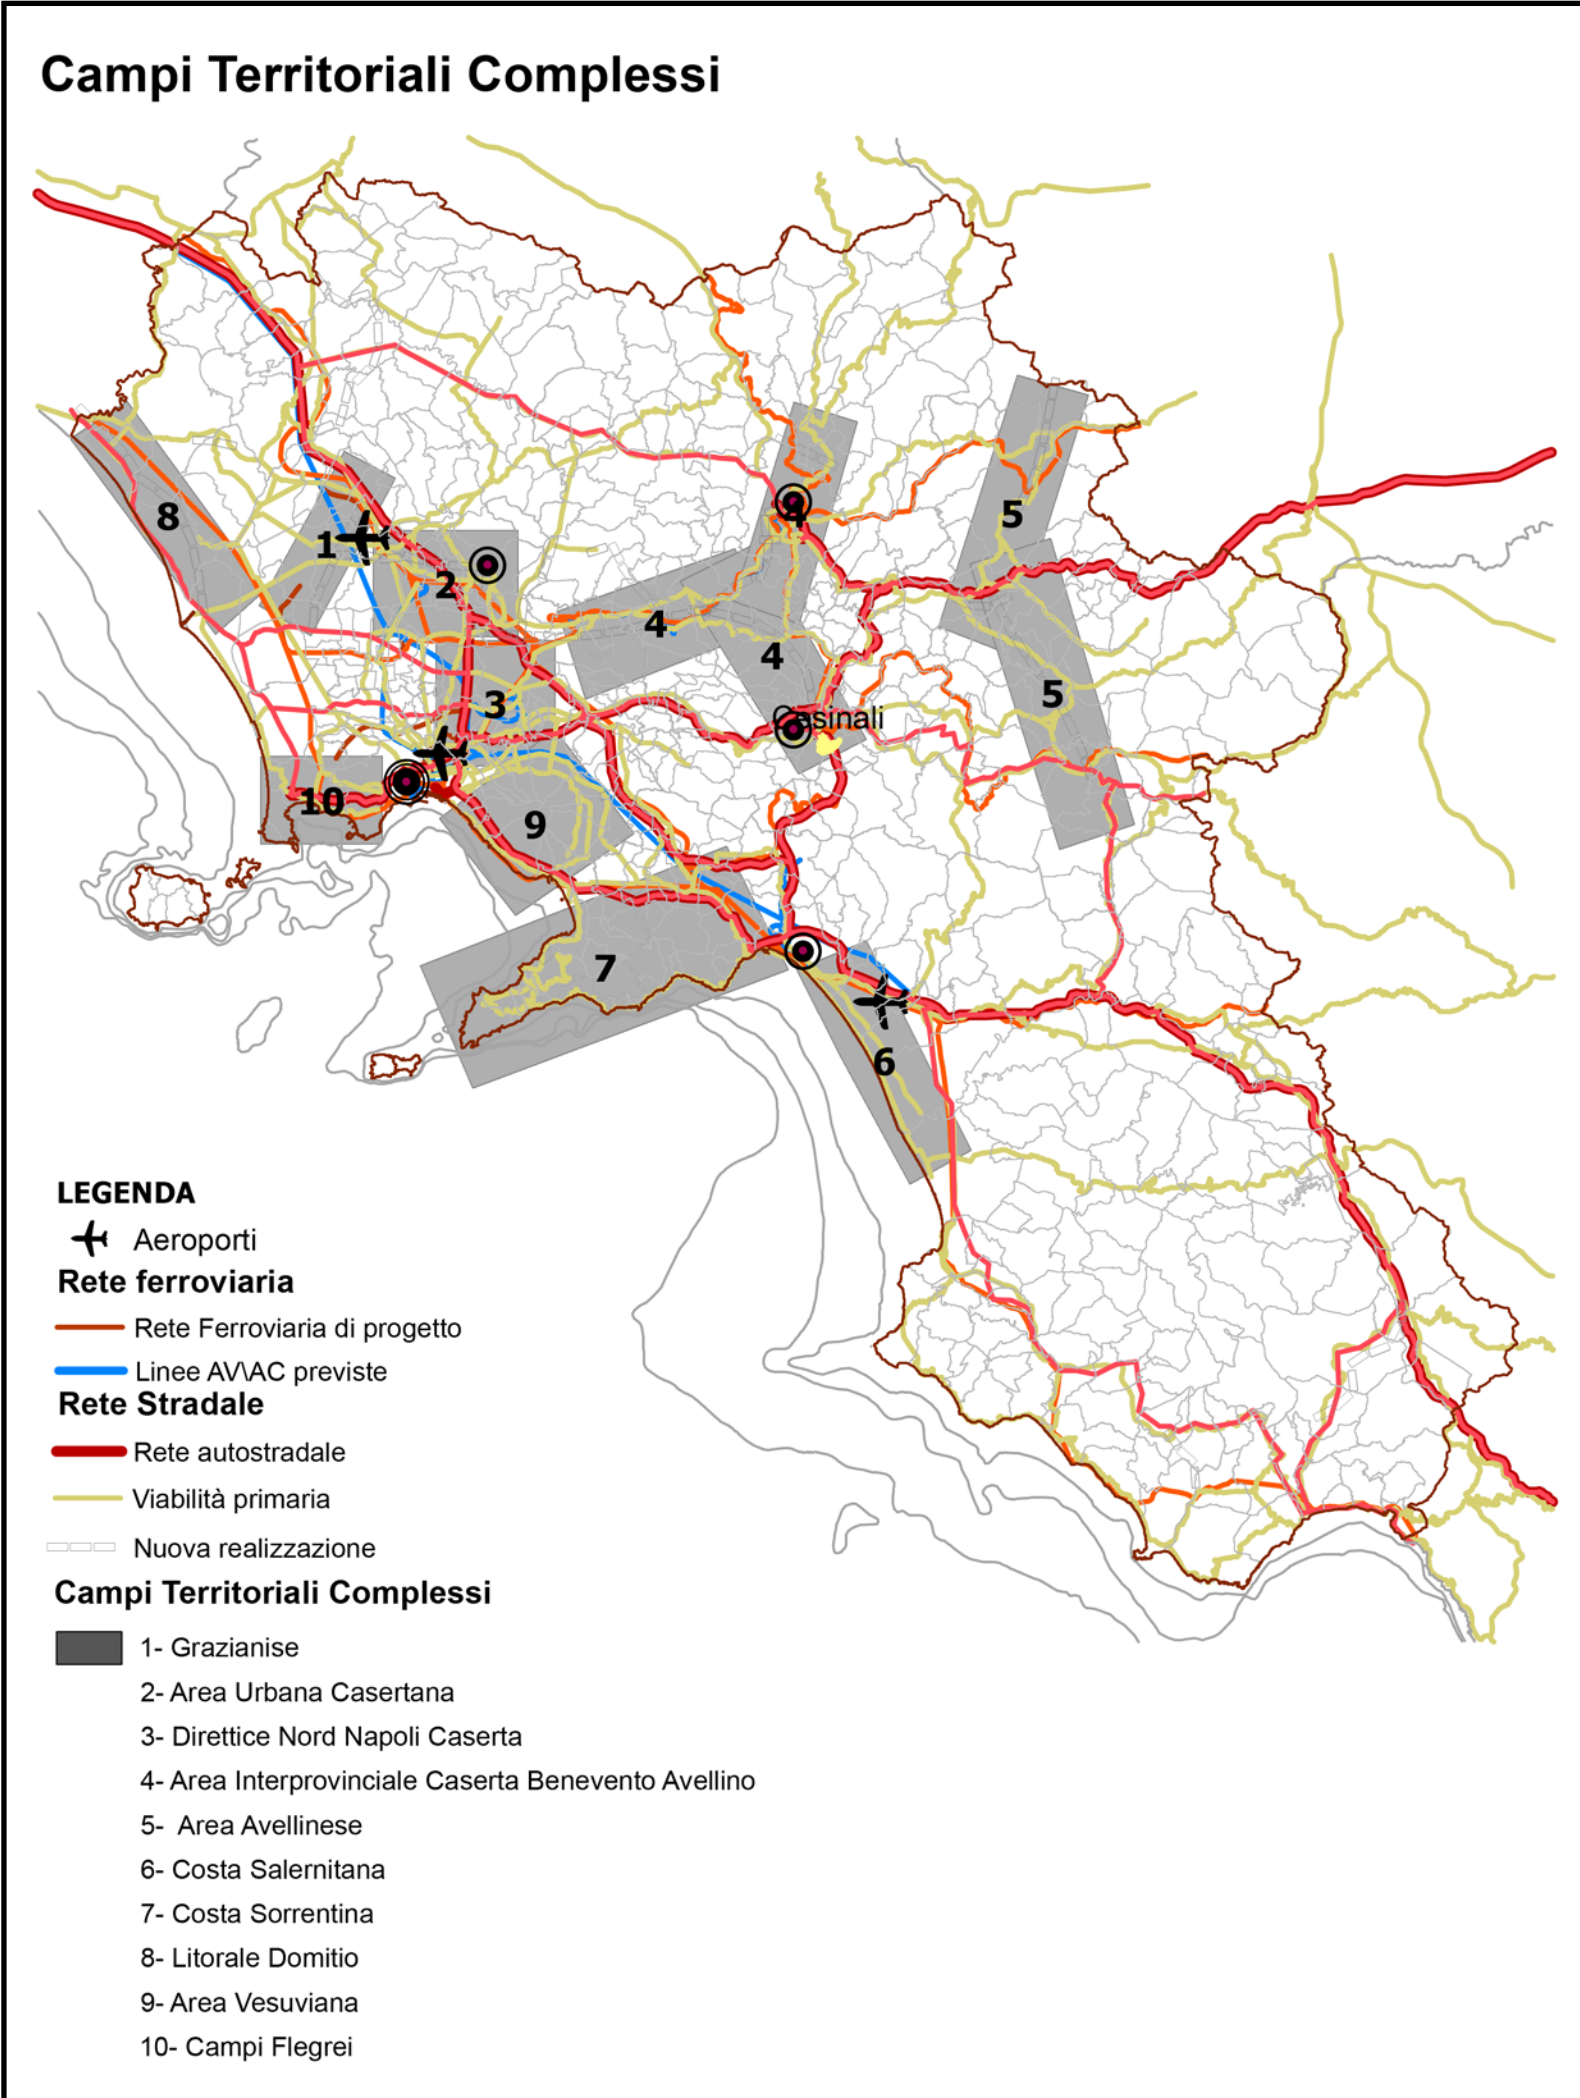 Campi Territoriali Complessi
8
1
2
4
5
4
4
5
3
Cesinali
10
9
7
6
LEGENDA
Aeroporti
Rete ferroviaria
Rete Ferroviaria di progetto
Linee AV\AC previste
Rete Stradale
Rete autostradale
Viabilità primaria
Nuova realizzazione
Campi Territoriali Complessi
1- Grazianise
2- Area Urbana Casertana
3- Direttice Nord Napoli Caserta
4- Area Interprovinciale Caserta Benevento Avellino
5- Area Avellinese
6- Costa Salernitana
7- Costa Sorrentina
8- Litorale Domitio
9- Area Vesuviana
10- Campi Flegrei